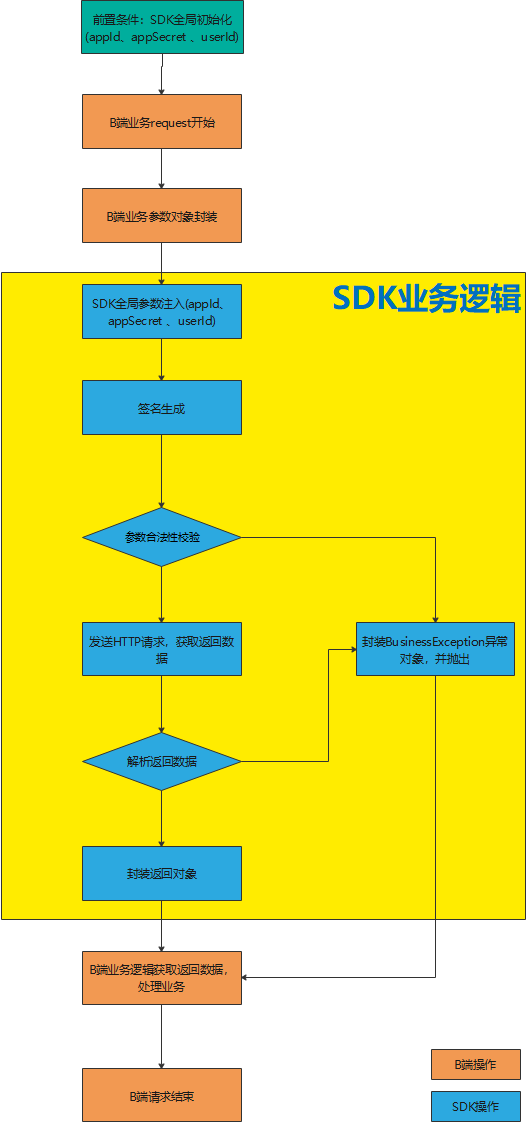 前置条件：SDK全局初始化
(appId、appSecret 、userId)
B端业务request开始
B端业务参数对象封装
SDK业务逻辑
SDK全局参数注入(appId、
appSecret 、userId)
签名生成
参数合法性校验
发送HTTP请求，获取返回数
据
封装BusinessException异常
对象，并抛出
解析返回数据
封装返回对象
B端业务逻辑获取返回数据，
处理业务
B端请求结束
B端操作
SDK操作